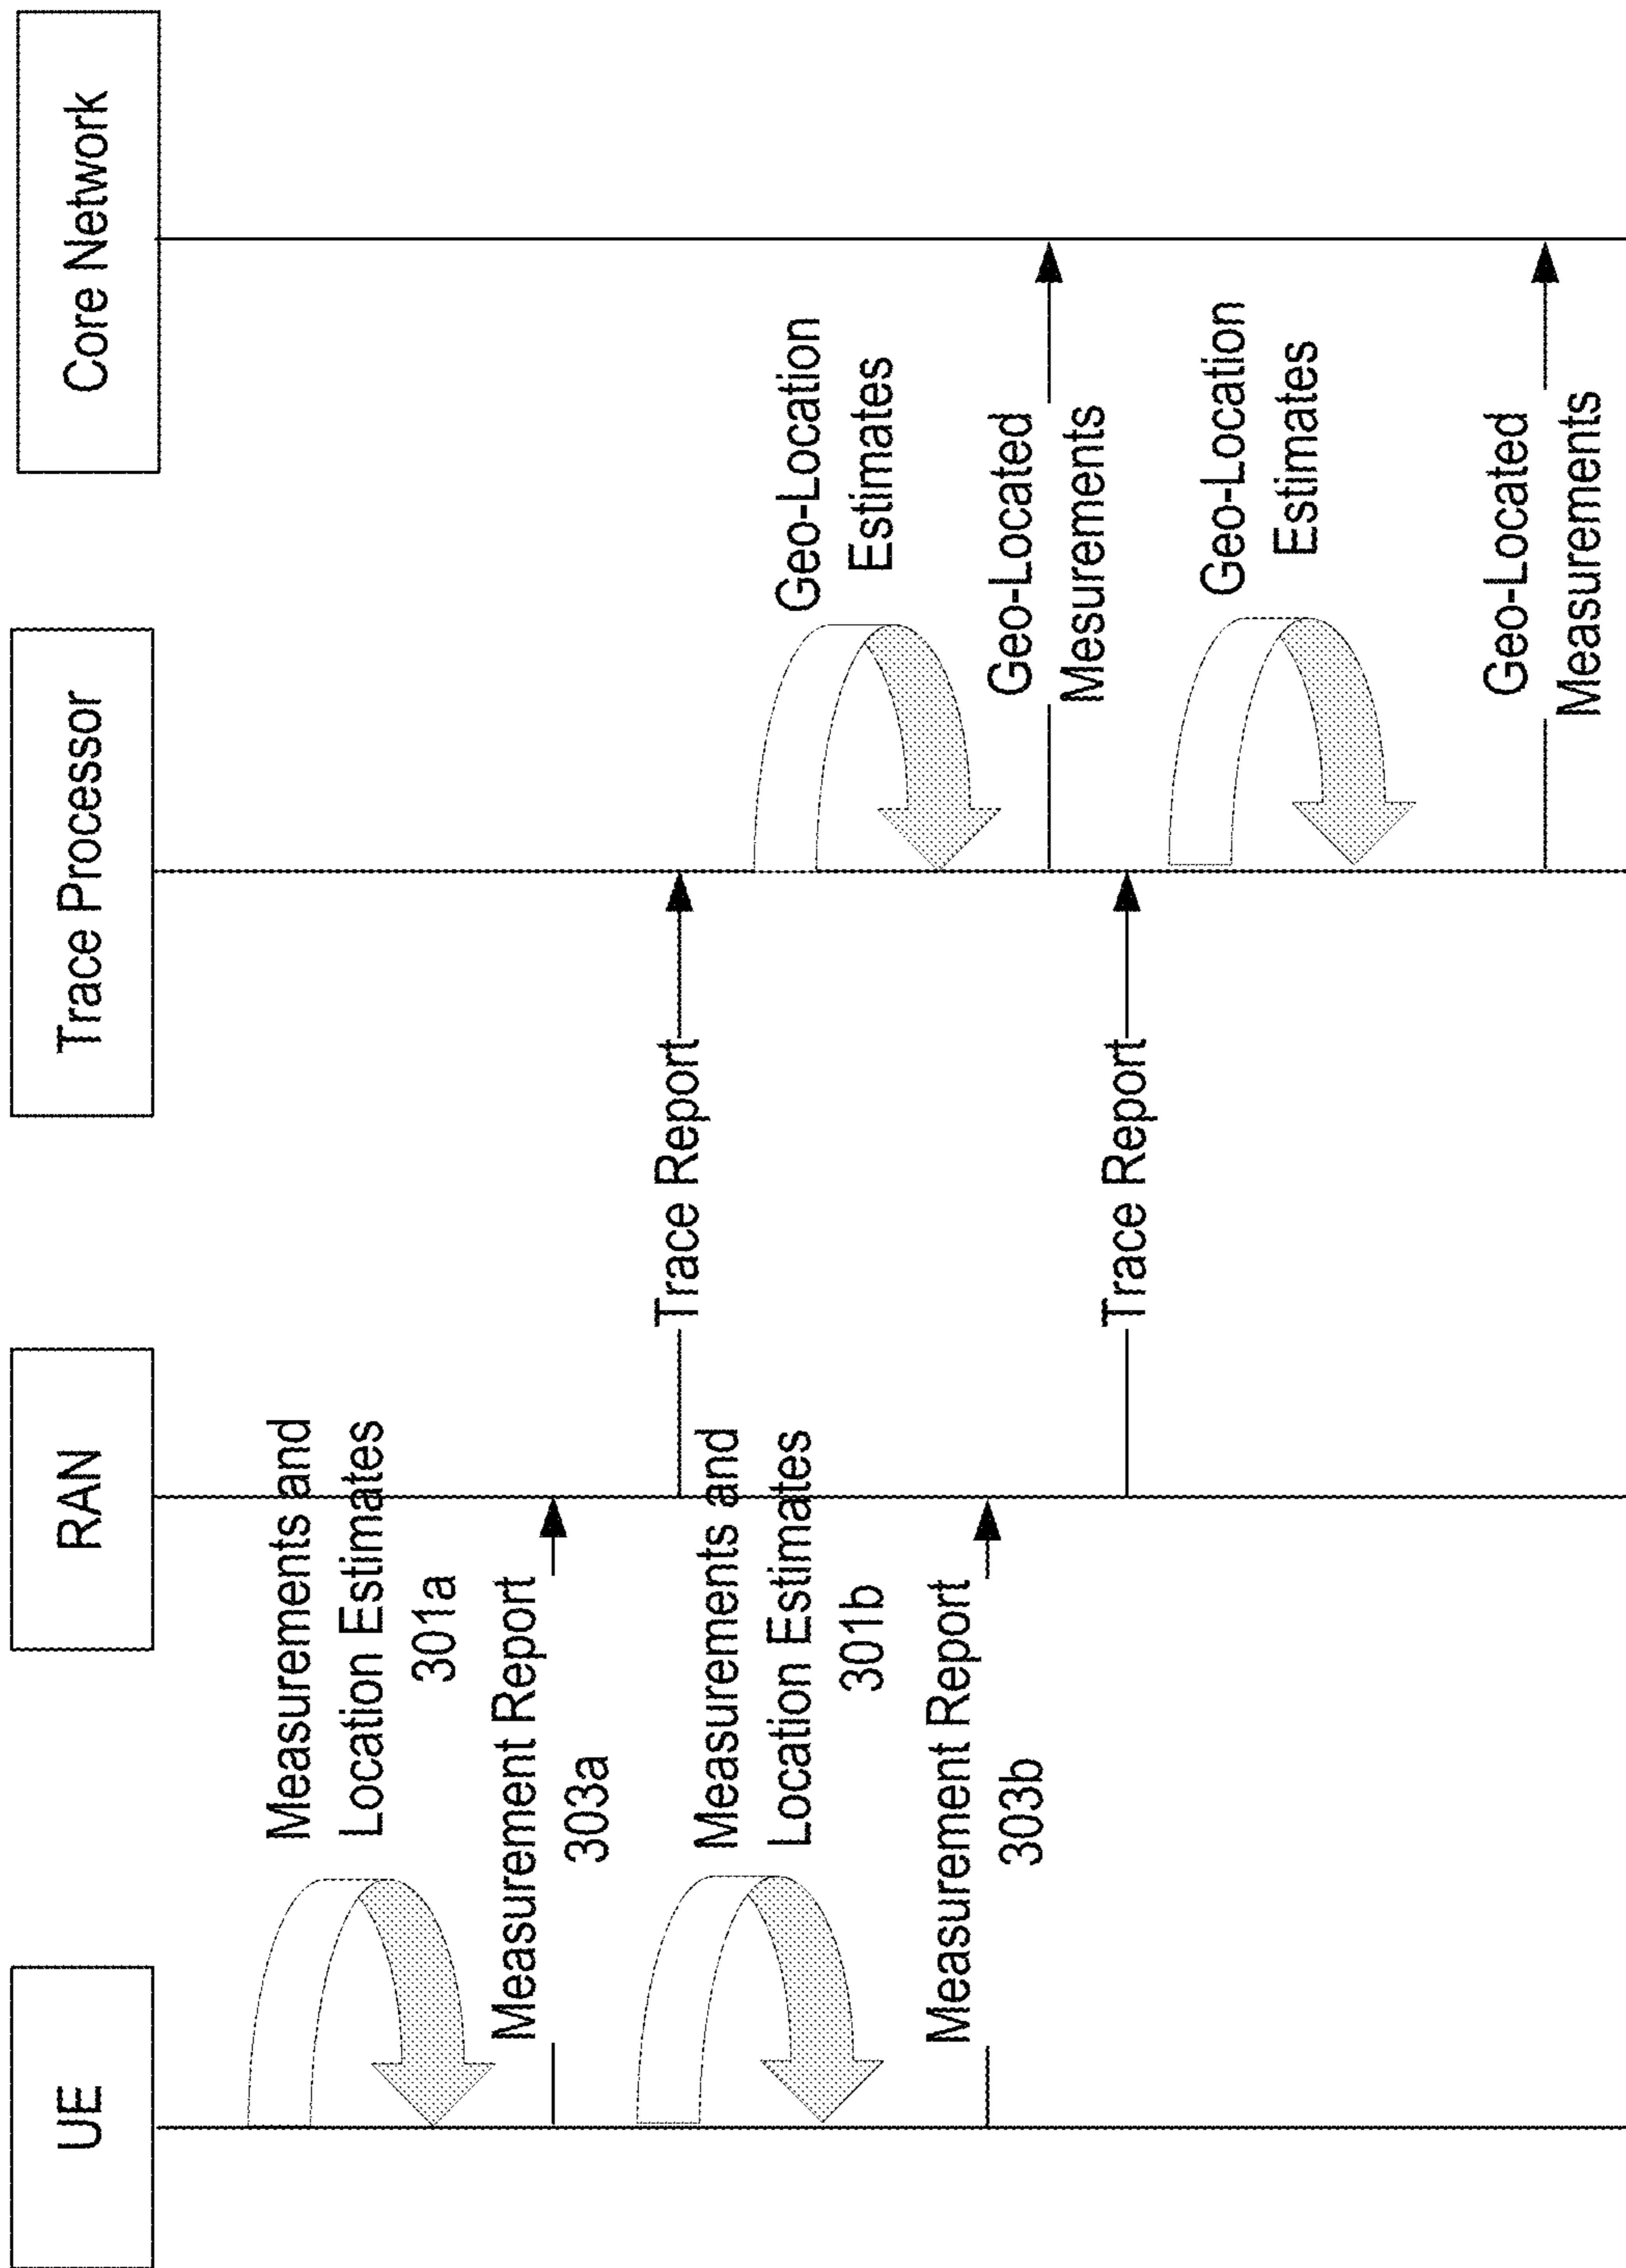 UE
RAN
Trace Processor
Core Network
Measurements and
Location Estimates
301a
Measurement Report
303a
Trace Report
Measurements and
Location Estimates
301b
Geo-Location
Estimates
Measurement Report
303b
Geo-Located
Mesurements
Trace Report
Geo-Location
Estimates
Geo-Located
Measurements